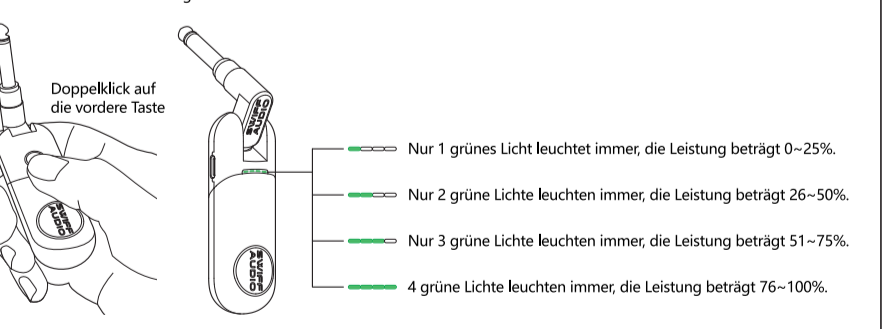 Doppelklick auf
die vordere Taste
SWIFF
AUDIO
SWIFF
AUDIO
SWIFF
AUDIO
Nur 1 grünes Licht leuchtet immer, die Leistung beträgt 0~25%.
Nur 2 grüne Lichte leuchten immer, die Leistung beträgt 26~50%.
Nur 3 grüne Lichte leuchten immer, die Leistung beträgt 51~75%.
4 grüne Lichte leuchten immer, die Leistung beträgt 76~100%.